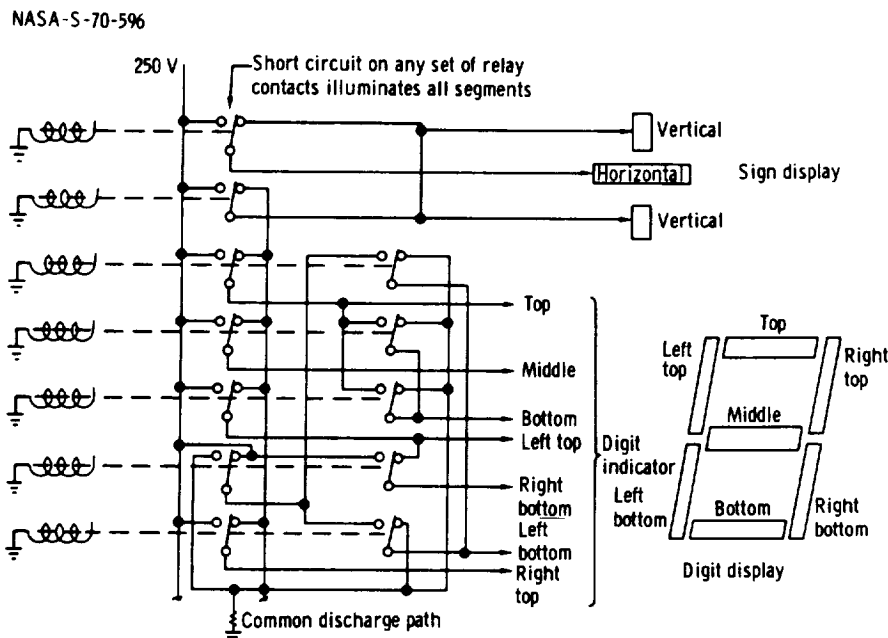 NASA-S-70-596
250 V
Short circuit on any set of relay
contacts illuminates all segments
Vertical
Horizontal
Sign display
Vertical
Top
Middle
Bottom
Left top
Right
bottom
Left
bottom
Right
top
Digit
indicator
Top
Left
top
Right
top
Middle
Left
bottom
Bottom
Right
bottom
Digit display
Common discharge path